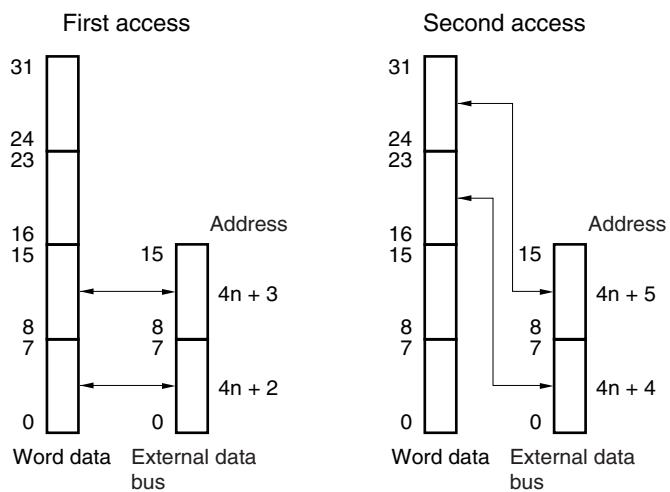 First access
31
24
23
16
15
8
7
0
Address
15
4n + 3
8
7
4n + 2
0
Word data
External data
bus
Second access
31
24
23
16
15
8
7
0
Address
15
4n + 5
8
7
4n + 4
0
Word data
External data
bus